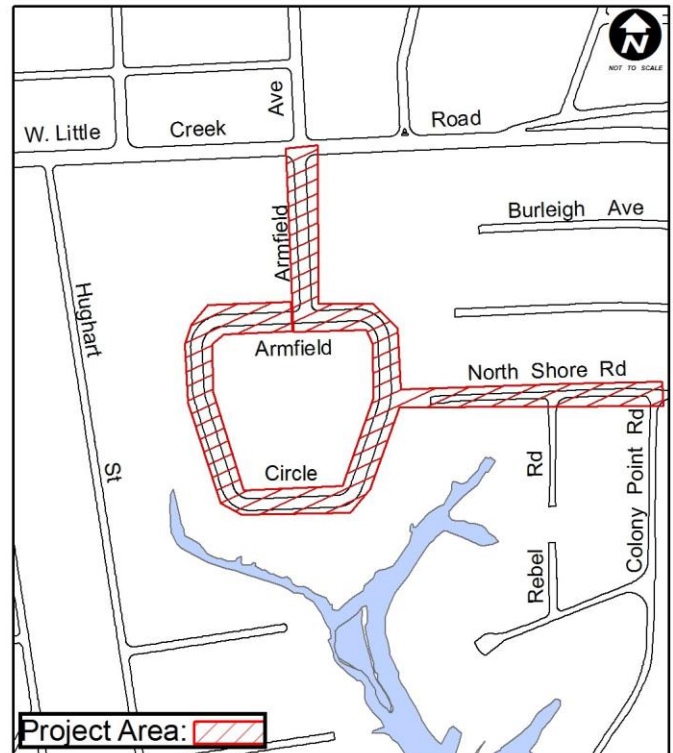 N
NOT TO SCALE
Ave
W. Little Creek Road
Armfield
Burleigh Ave
Hughart St
Armfield Circle
North Shore Rd
Rebel Rd
Colony Point Rd
Project Area: